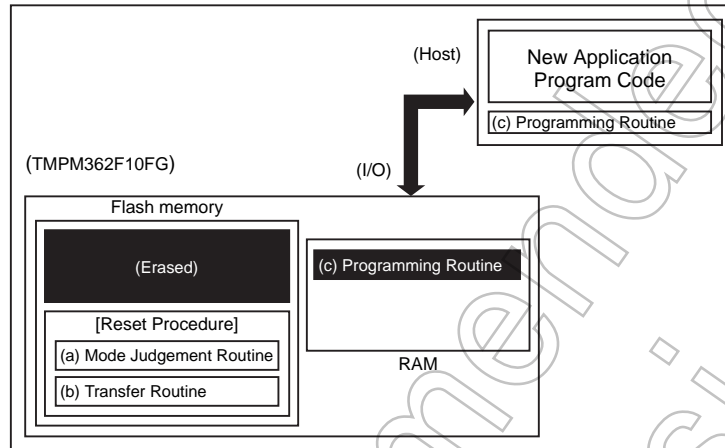 (Host)
New Application
Program Code
(c) Programming Routine
(TMPM362F10FG)
(I/O)
Flash memory
(Erased)
(c) Programming Routine
[Reset Procedure]
(a) Mode Judgement Routine
(b) Transfer Routine
RAM